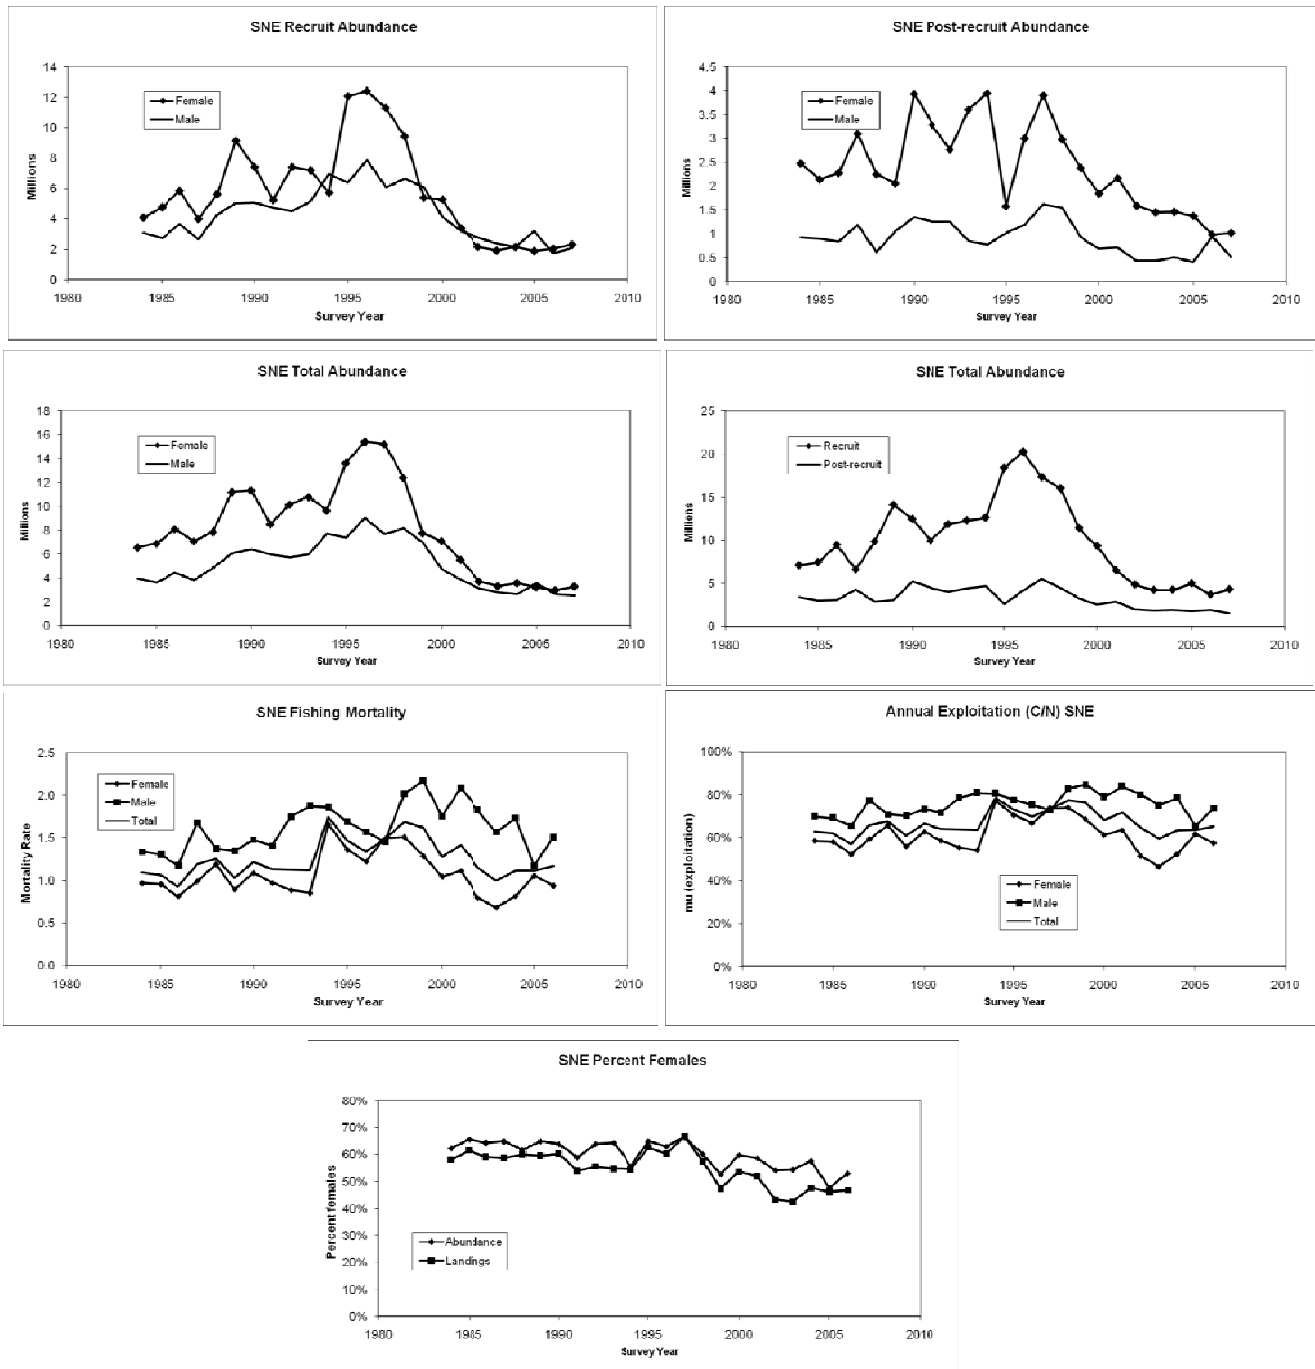 SNE Recruit Abundance
14
12
10
8
6
4
2
0
Millions
Female
Male
1980 1985 1990 1995 2000 2005 2010
Survey Year
SNE Post-recruit Abundance
4.5
4
3.5
3
2.5
2
1.5
1
0.5
0
Millions
Female
Male
1980 1985 1990 1995 2000 2005 2010
Survey Year
SNE Total Abundance
18
16
14
12
10
8
6
4
2
0
Millions
Female
Male
1980 1985 1990 1995 2000 2005 2010
Survey Year
SNE Total Abundance
25
20
15
10
5
0
Millions
Recruit
Post-recruit
1980 1985 1990 1995 2000 2005 2010
Survey Year
SNE Fishing Mortality
2.5
2.0
1.5
1.0
0.5
0.0
Mortality Rate
Female
Male
Total
1980 1985 1990 1995 2000 2005 2010
Survey Year
Annual Exploitation (C/N) SNE
100%
80%
60%
40%
20%
0%
mu (exploitation)
Female
Male
Total
1980 1985 1990 1995 2000 2005 2010
Survey Year
SNE Percent Females
80%
70%
60%
50%
40%
30%
20%
10%
0%
Percent females
Abundance
Landings
1980 1985 1990 1995 2000 2005 2010
Survey Year